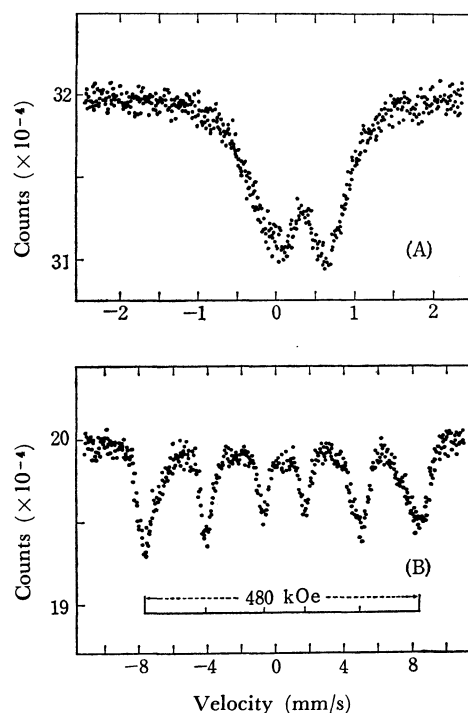 32
31
Counts (×10⁻⁴)
(A)
−2 −1 0 1 2
20
19
Counts (×10⁻⁴)
(B)
480 kOe
−8 −4 0 4 8
Velocity (mm/s)